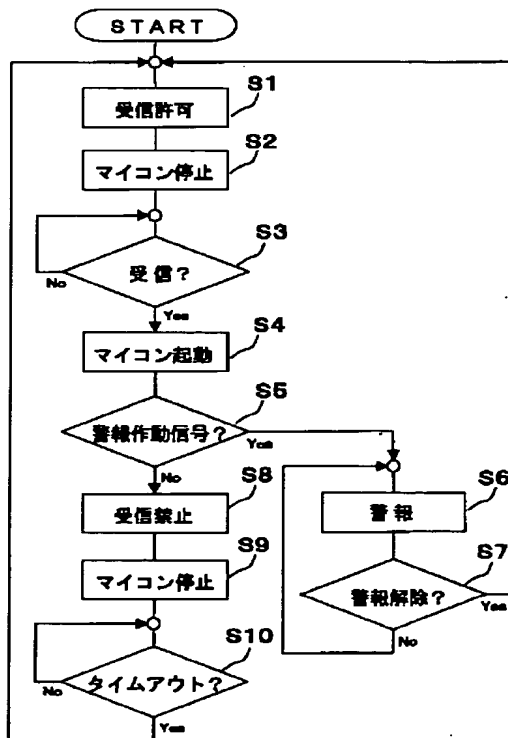 START
S1
受信許可
S2
マイコン停止
S3
受信?
No
Yes
S4
マイコン起動
S5
警報作動信号?
Yes
No
S6
警報
S7
警報解除?
Yes
No
S8
受信禁止
S9
マイコン停止
S10
タイムアウト?
No
Yes